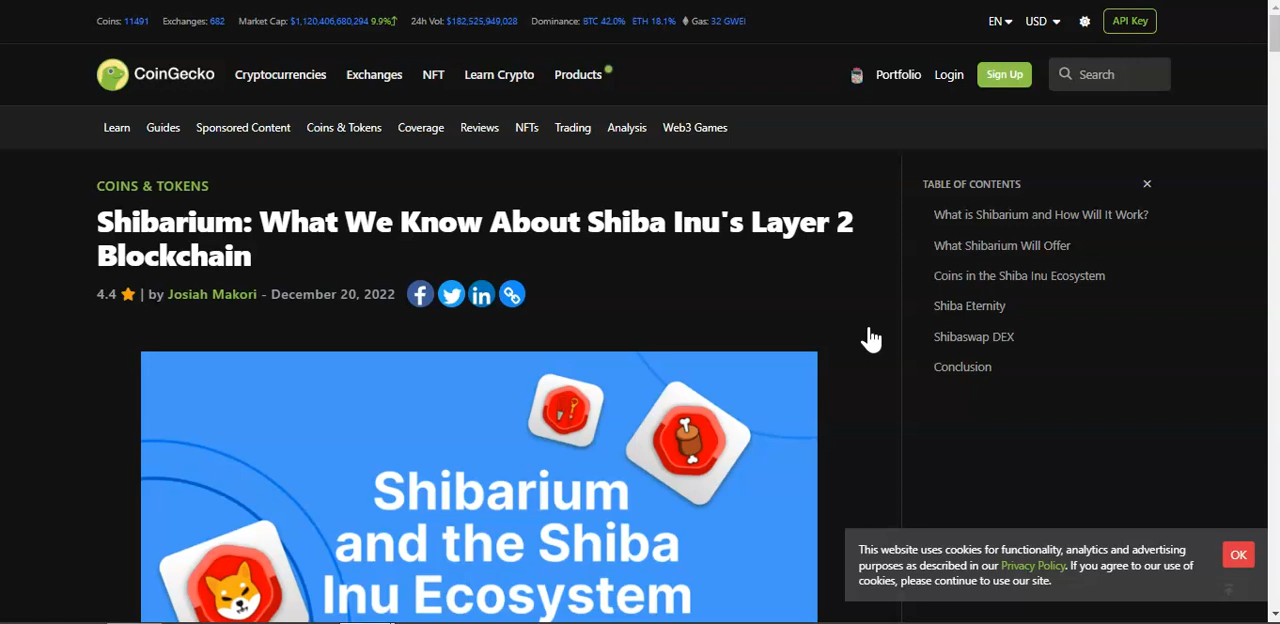 Coins: 11491 Exchanges: 682 Market Cap: $1,120,406,680,294 9.9% 24h Vol: $182,525,949,028 Dominance: BTC 42.0% ETH 18.1% Gas: 32 GWEI EN USD API Key
CoinGecko Cryptocurrencies Exchanges NFT Learn Crypto Products Portfolio Login Sign Up Search
Learn Guides Sponsored Content Coins & Tokens Coverage Reviews NFTs Trading Analysis Web3 Games
COINS & TOKENS
Shibarium: What We Know About Shiba Inu's Layer 2
Blockchain
4.4 | by Josiah Makori - December 20, 2022
Shibarium
and the Shiba
Inu Ecosystem
TABLE OF CONTENTS
What is Shibarium and How Will It Work?
What Shibarium Will Offer
Coins in the Shiba Inu Ecosystem
Shiba Eternity
Shibaswap DEX
Conclusion
This website uses cookies for functionality, analytics and advertising
purposes as described in our Privacy Policy. If you agree to our use of
cookies, please continue to use our site.
OK